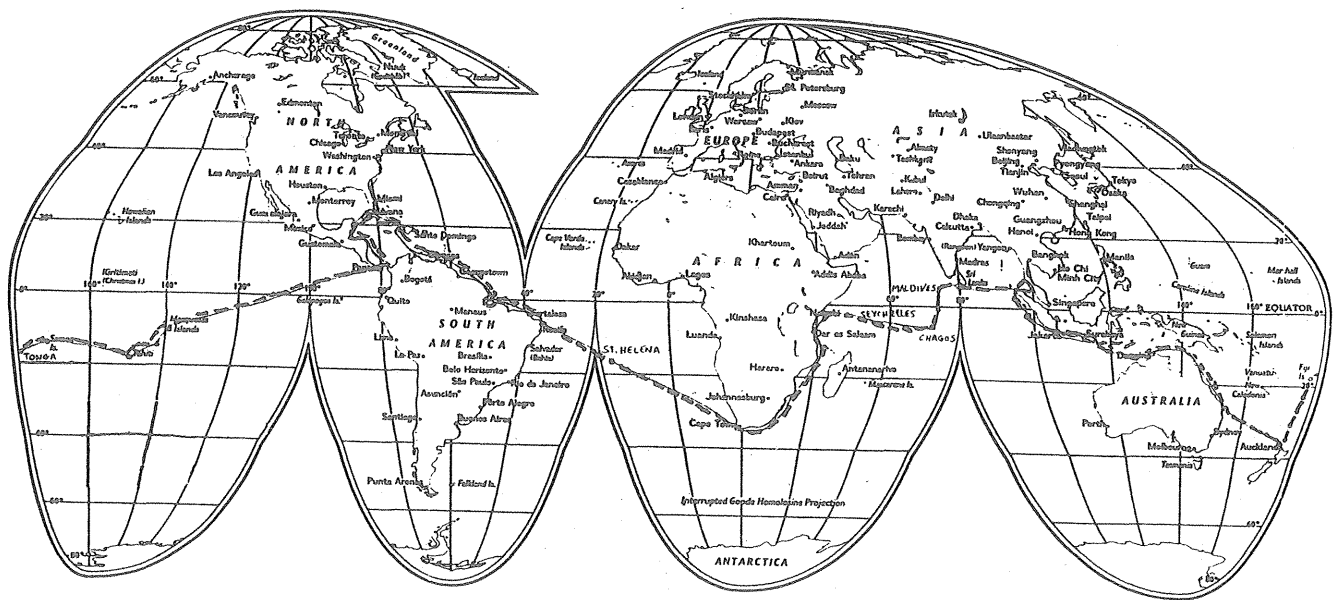 Greenland
Nuuk
Iceland
Anchorage
Edmonton
Vancouver
NORTH
AMERICA
Toronto
Montreal
Chicago
New York
Washington
Los Angeles
Houston
Monterrey
Miami
Havana
Guadalajara
Mexico
Guatemala
Santo Domingo
Georgetown
Hawaiian
Islands
Kiritimati
(Christmas I.)
Bogotá
Quito
Galapagos Is.
Marquesas
Islands
TONGA
Manaus
SOUTH
AMERICA
Lima
La Paz
Brasília
Fortaleza
Recife
Salvador
(Bahia)
Belo Horizonte
São Paulo
Rio de Janeiro
Asunción
Porto Alegre
Santiago
Buenos Aires
Punta Arenas
Falkland Is.
ST. HELENA
Iceland
Murmansk
Stockholm
St. Petersburg
Moscow
London
Berlin
Warsaw
Kiev
Paris
Budapest
EUROPE
Bucharest
Madrid
Rome
Istanbul
Ankara
Azores
Algiers
Casablanca
Canary Is.
Beirut
Amman
Cairo
Baghdad
Baku
Tehran
Tashkent
Almaty
Kabul
Lahore
Karachi
Delhi
ASIA
Irkutsk
Ulaanbaatar
Shenyang
Beijing
Tianjin
Vladivostok
Pyongyang
Seoul
Tokyo
Osaka
Wuhan
Shanghai
Chongqing
Guangzhou
Taipei
Hanoi
Hong Kong
Dhaka
Calcutta
(Rangoon) Yangon
Bombay
Madras
Sri
Lanka
Bangkok
Ho Chi
Minh City
Manila
Guam
Caroline Islands
Marshall
Islands
Cape Verde
Islands
Dakar
Abidjan
Lagos
AFRICA
Khartoum
Riyadh
Jeddah
Aden
Addis Ababa
MALDIVES
SEYCHELLES
CHAGOS
Kinshasa
Luanda
Nairobi
Dar es Salaam
Harare
Antananarivo
Mascarene Is.
Johannesburg
Cape Town
Singapore
Jakarta
Surabaya
EQUATOR
Solomon
Islands
Vanuatu
New
Caledonia
Fiji
AUSTRALIA
Perth
Sydney
Melbourne
Tasmania
Auckland
Interrupted Goode Homolosine Projection
ANTARCTICA